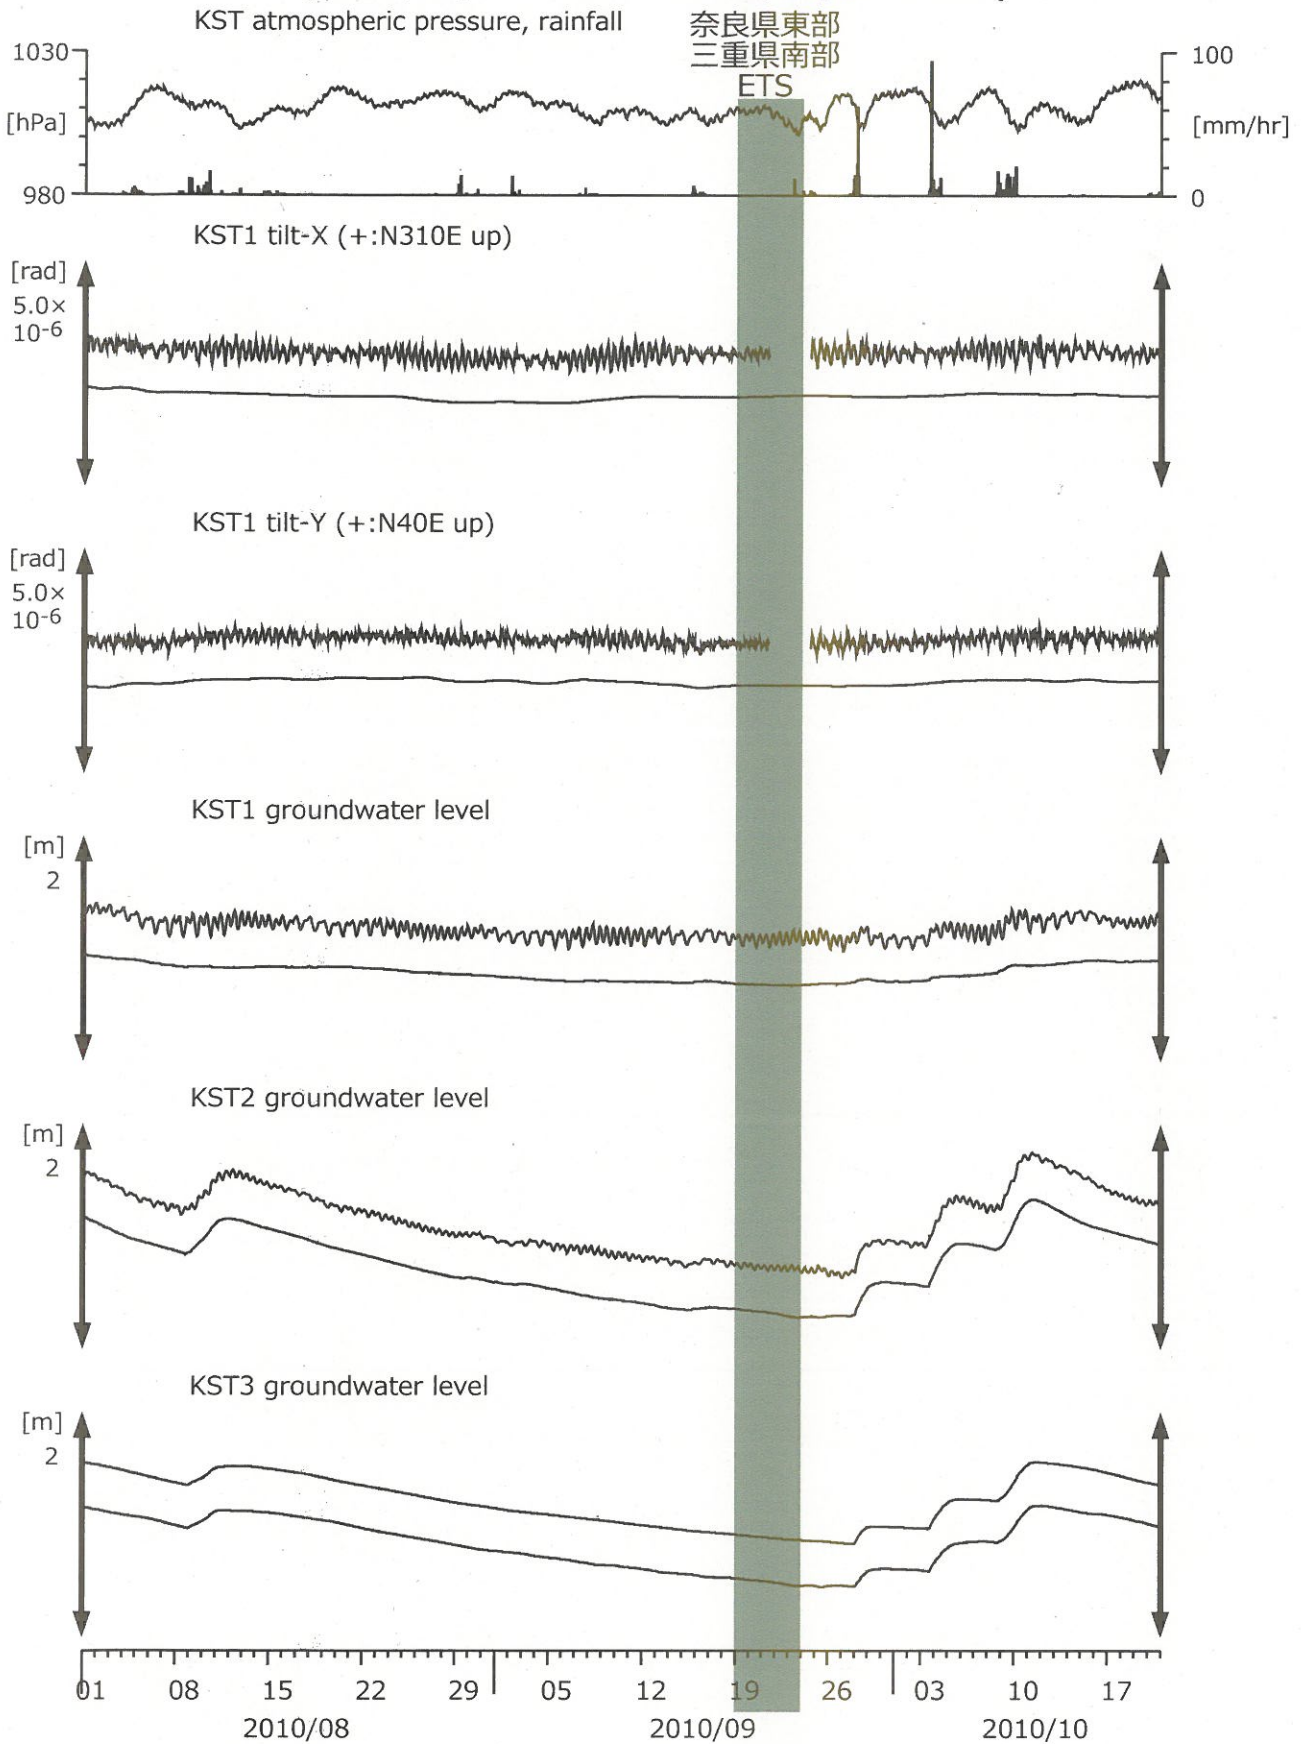 KST atmospheric pressure, rainfall
奈良県東部
三重県南部
ETS
1030
[hPa]
980
100
[mm/hr]
0
KST1 tilt-X (+:N310E up)
[rad]
5.0×
10-6
KST1 tilt-Y (+:N40E up)
[rad]
5.0×
10-6
KST1 groundwater level
[m]
2
KST2 groundwater level
[m]
2
KST3 groundwater level
[m]
2
01 08 15 22 29 05 12 19 26 03 10 17
2010/08 2010/09 2010/10